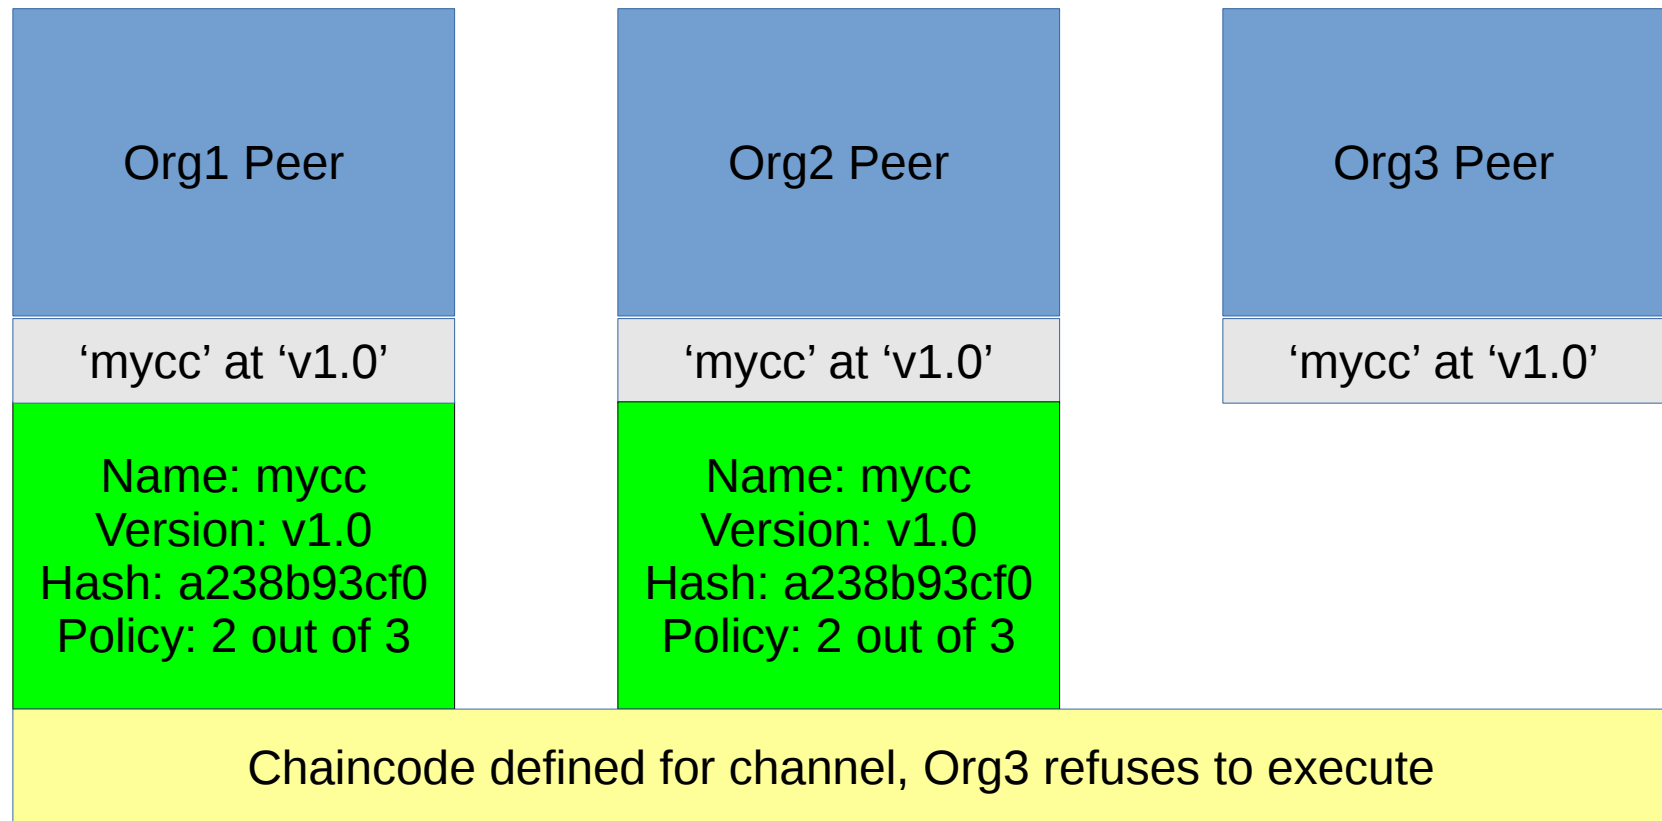 Org1 Peer
Org2 Peer
Org3 Peer
‘mycc’ at ‘v1.0’
‘mycc’ at ‘v1.0’
‘mycc’ at ‘v1.0’
Name: mycc
Version: v1.0
Hash: a238b93cf0
Policy: 2 out of 3
Name: mycc
Version: v1.0
Hash: a238b93cf0
Policy: 2 out of 3
Chaincode defined for channel, Org3 refuses to execute